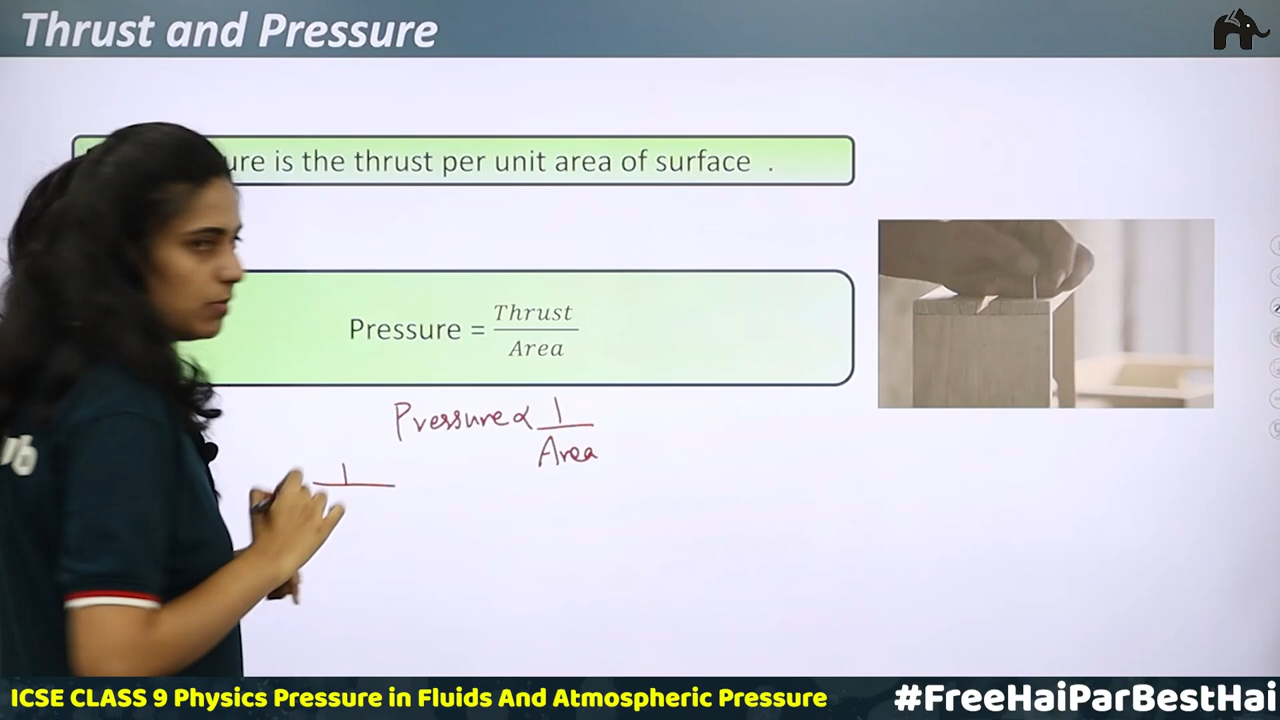 Thrust and Pressure
is the thrust per unit area of surface .
Pressure = Thrust / Area
Pressure ∝ 1 / Area
1
ICSE CLASS 9 Physics Pressure in Fluids And Atmospheric Pressure
#FreeHaiParBestHai